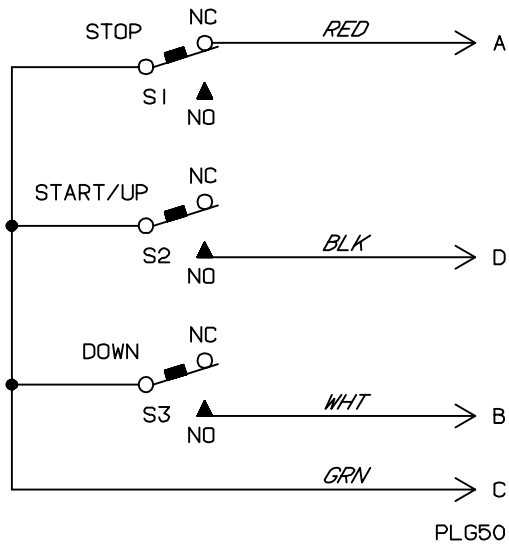 NC
STOP
RED
A
S1
NO
NC
START/UP
BLK
S2
D
NO
NC
DOWN
WHT
S3
B
NO
GRN
C
PLG50